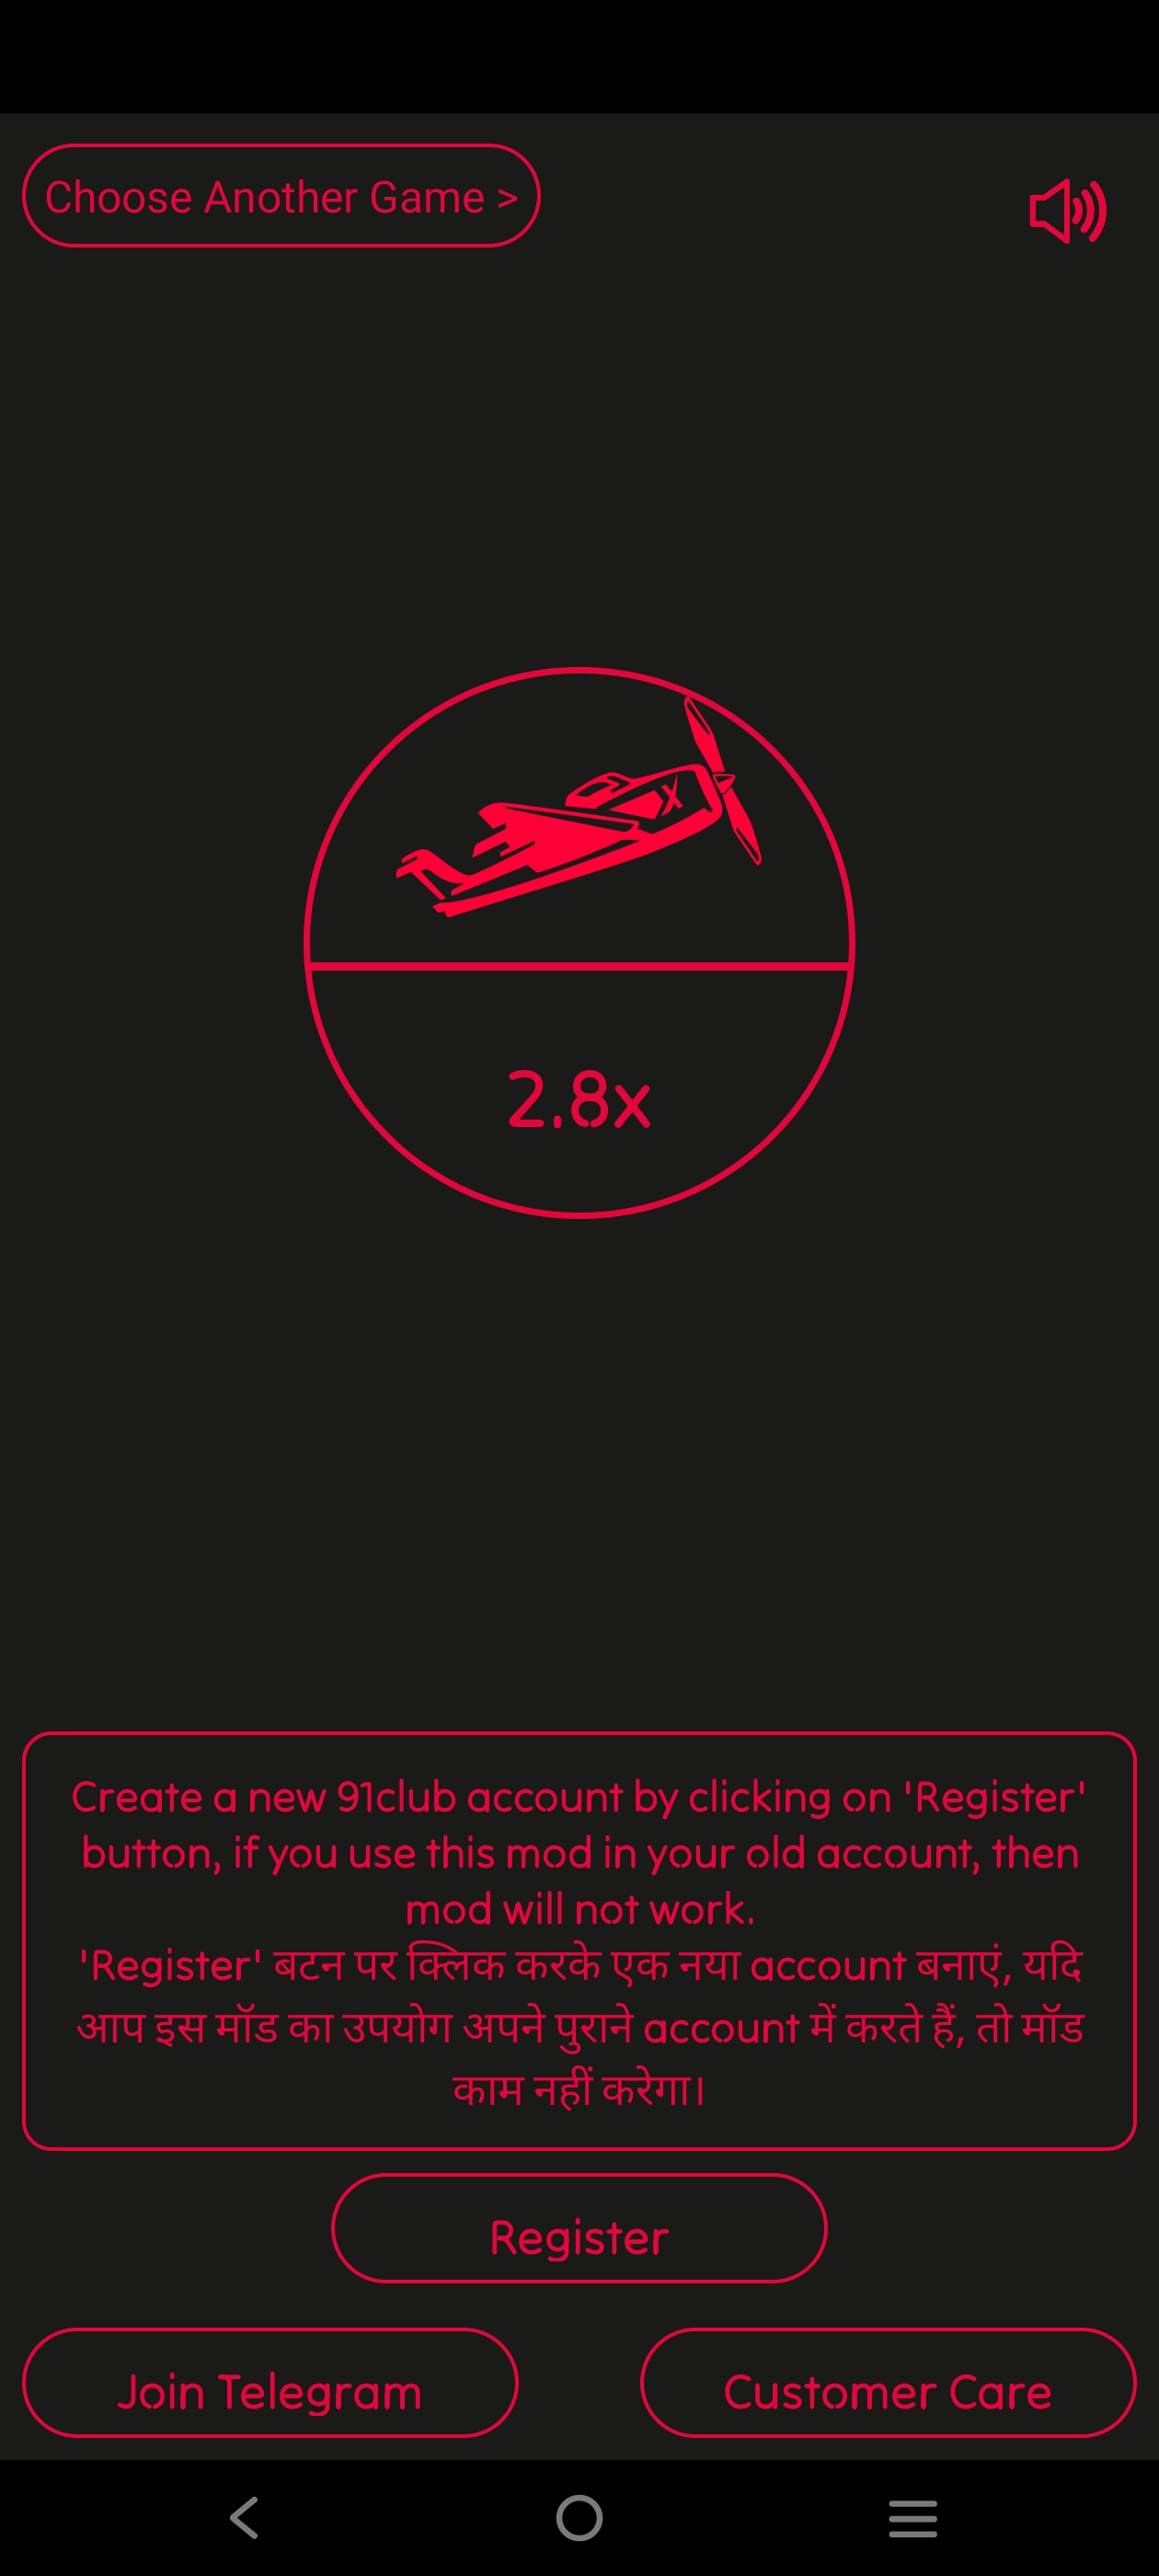 Choose Another Game >
X
2.8x
Create a new 91club account by clicking on 'Register'
button, if you use this mod in your old account, then
mod will not work.
'Register' बटन पर क्लिक करके एक नया account बनाएं, यदि
आप इस मॉड का उपयोग अपने पुराने account में करते हैं, तो मॉड
काम नहीं करेगा।
Register
Join Telegram
Customer Care